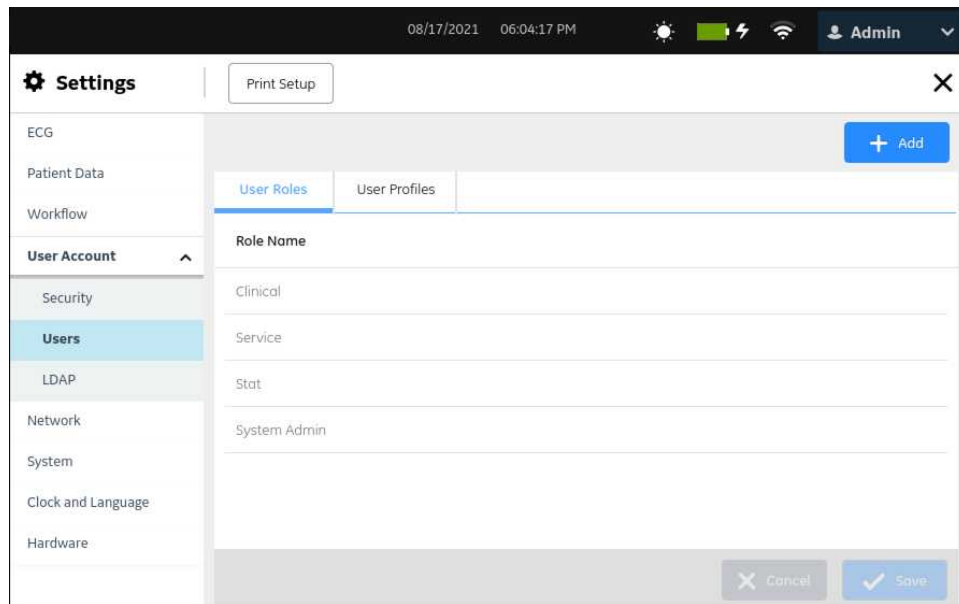 08/17/2021 06:04:17 PM Admin
Settings
Print Setup
ECG
Patient Data
Workflow
User Account
Security
Users
LDAP
Network
System
Clock and Language
Hardware
Add
User Roles User Profiles
Role Name
Clinical
Service
Stat
System Admin
Cancel Save